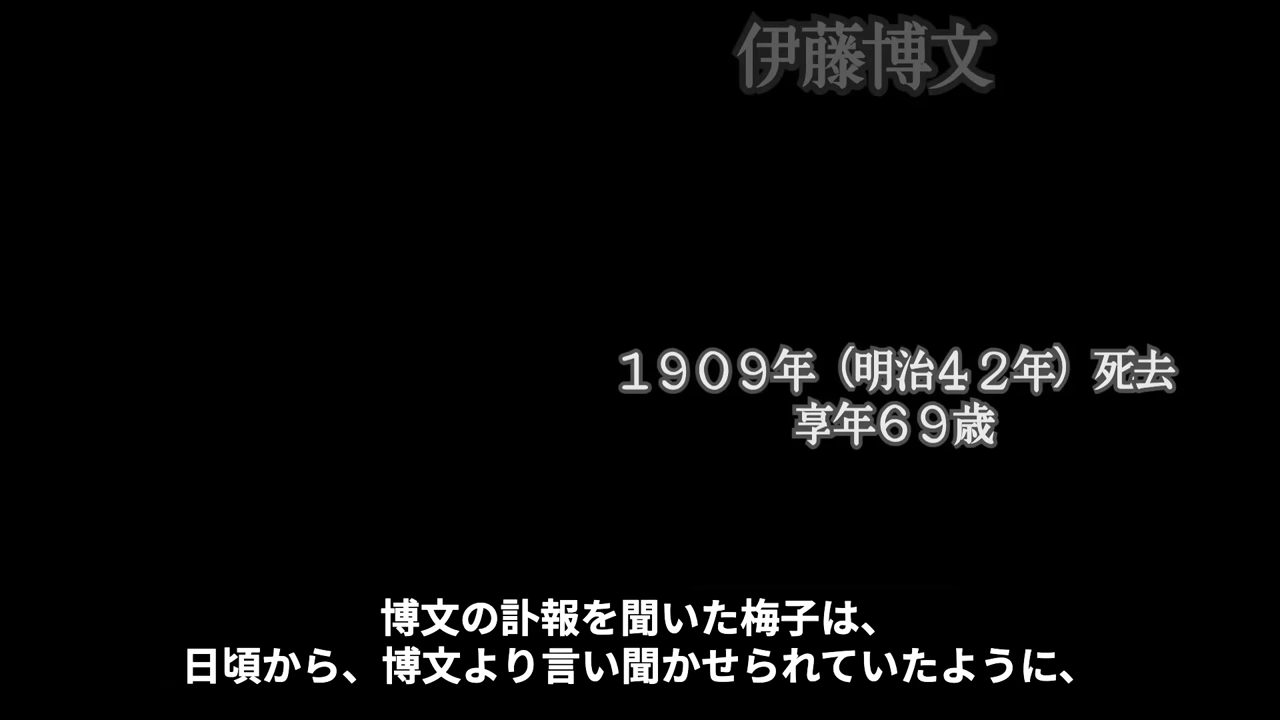 伊藤博文
1909年（明治42年）死去
享年69歳
博文の訃報を聞いた梅子は、
日頃から、博文より言い聞かせられていたように、